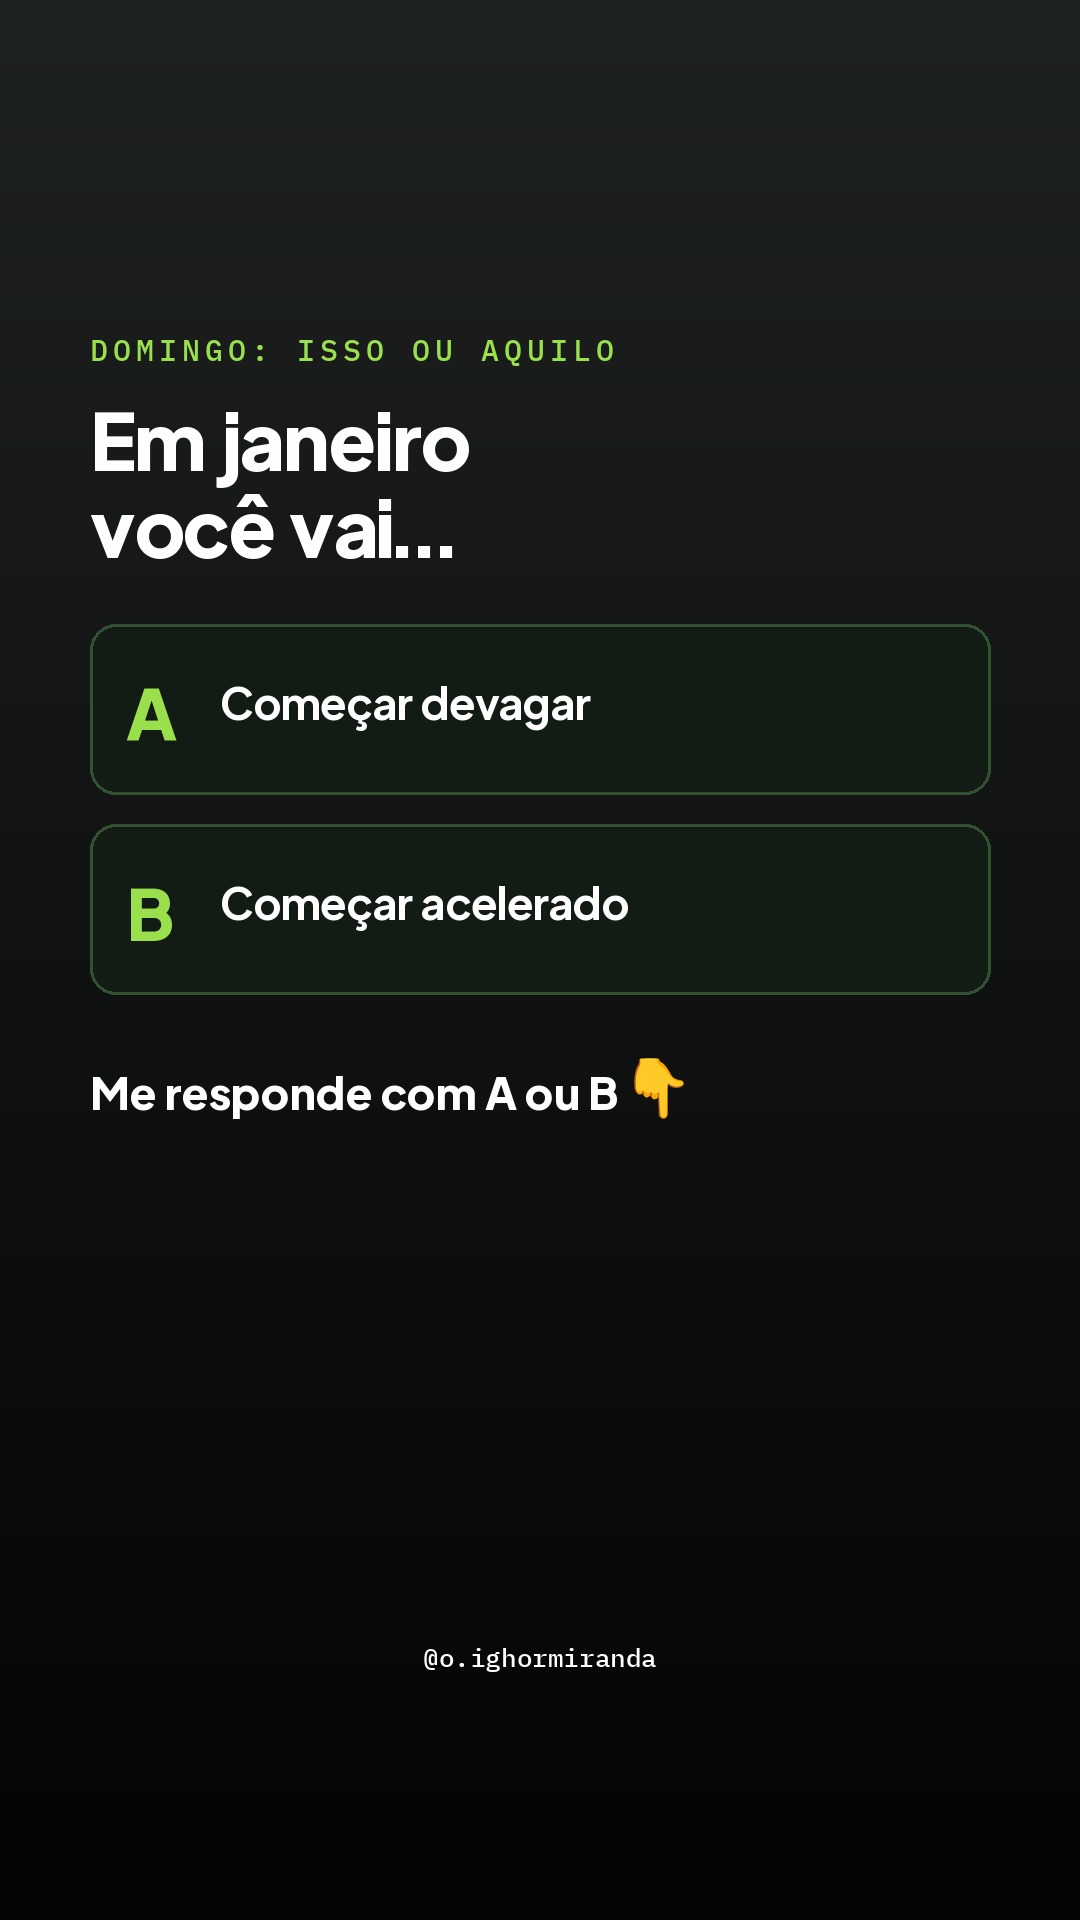 DOMINGO: ISSO OU AQUILO
Em janeiro
você vai...
A Começar devagar
B Começar acelerado
Me responde com A ou B 👇
@o.ighormiranda